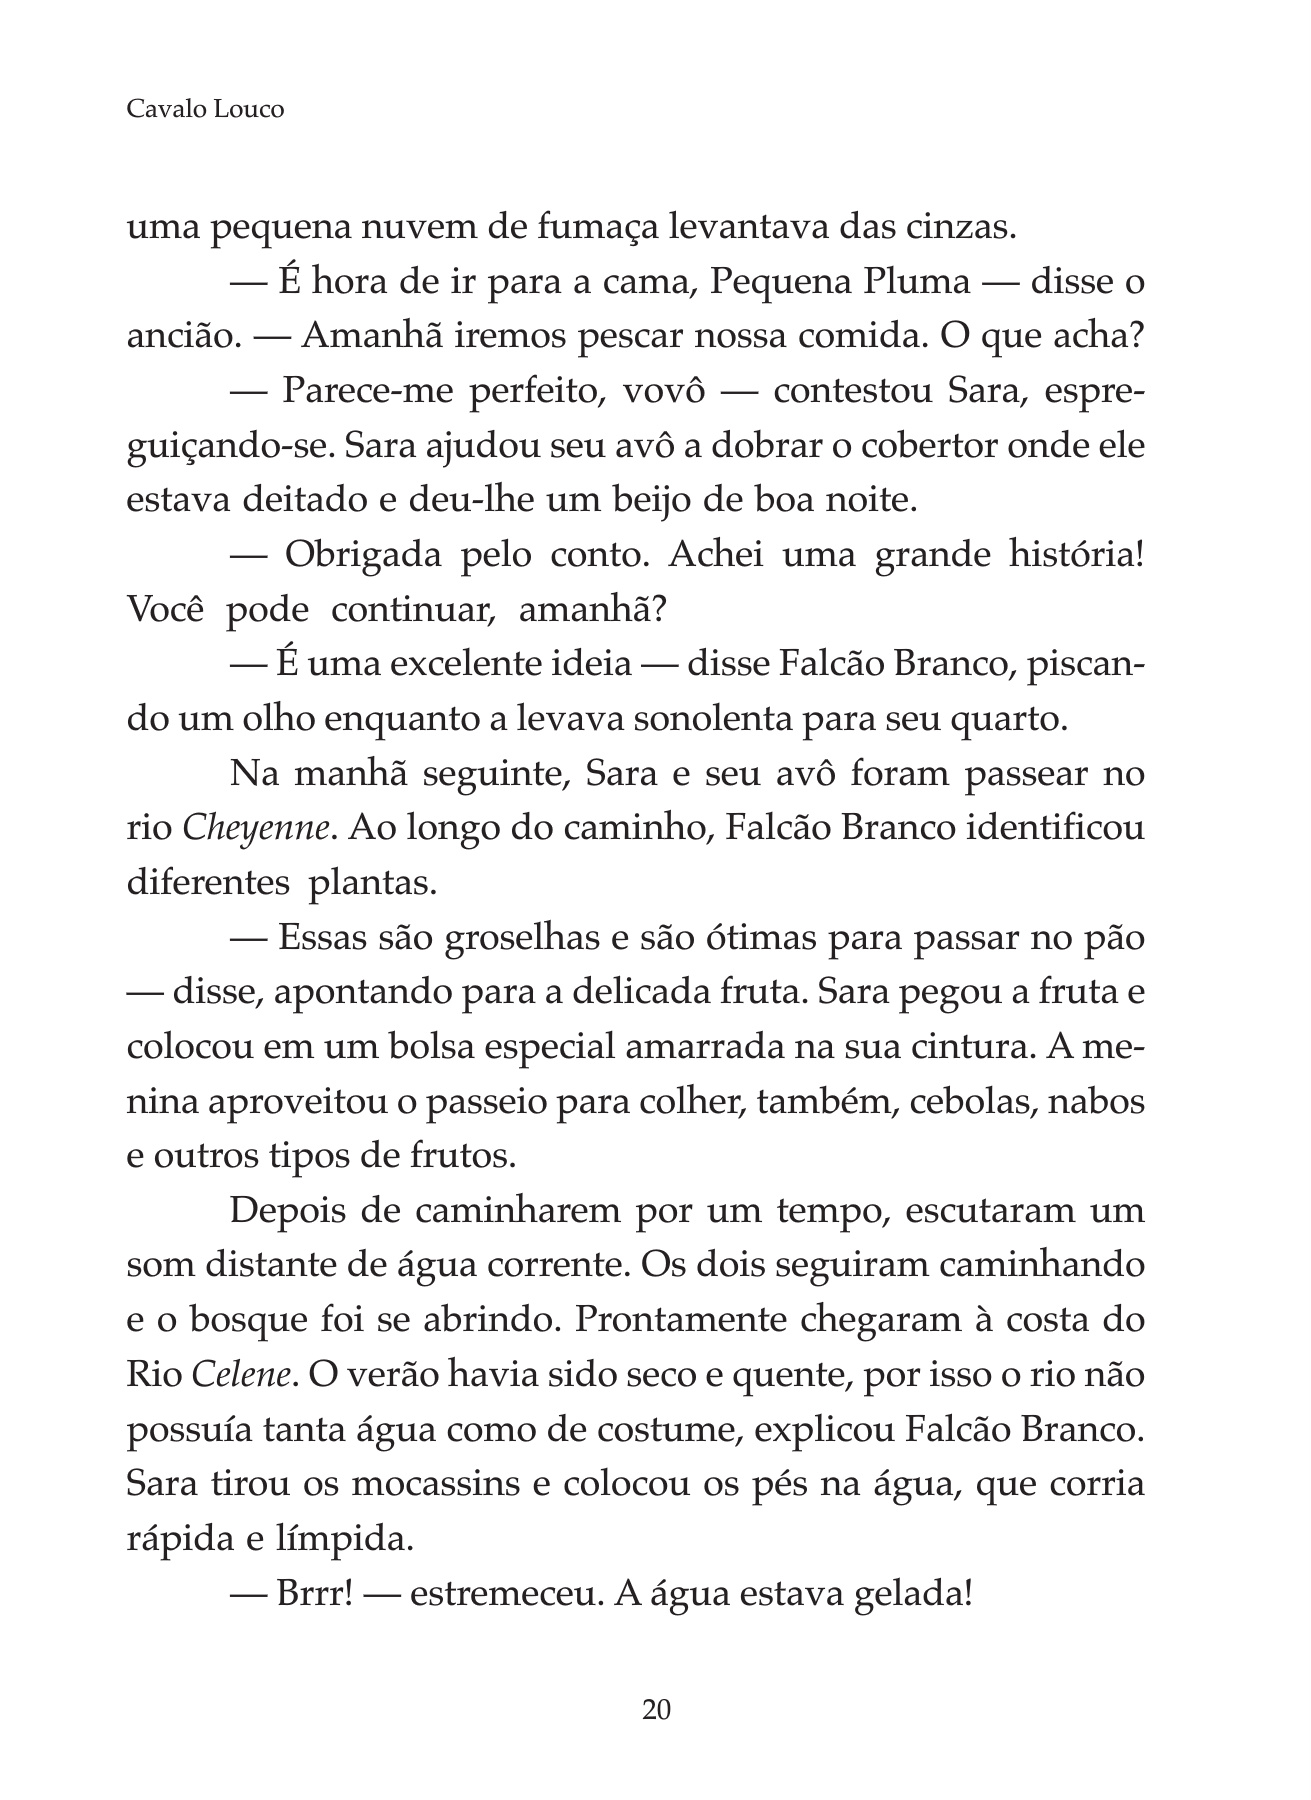 Cavalo Louco
uma pequena nuvem de fumaça levantava das cinzas.
— É hora de ir para a cama, Pequena Pluma — disse o
ancião. — Amanhã iremos pescar nossa comida. O que acha?
— Parece-me perfeito, vovô — contestou Sara, espre-
guiçando-se. Sara ajudou seu avô a dobrar o cobertor onde ele
estava deitado e deu-lhe um beijo de boa noite.
— Obrigada pelo conto. Achei uma grande história!
Você pode continuar, amanhã?
— É uma excelente ideia — disse Falcão Branco, piscan-
do um olho enquanto a levava sonolenta para seu quarto.
Na manhã seguinte, Sara e seu avô foram passear no
rio Cheyenne. Ao longo do caminho, Falcão Branco identificou
diferentes plantas.
— Essas são groselhas e são ótimas para passar no pão
— disse, apontando para a delicada fruta. Sara pegou a fruta e
colocou em um bolsa especial amarrada na sua cintura. A me-
nina aproveitou o passeio para colher, também, cebolas, nabos
e outros tipos de frutos.
Depois de caminharem por um tempo, escutaram um
som distante de água corrente. Os dois seguiram caminhando
e o bosque foi se abrindo. Prontamente chegaram à costa do
Rio Celene. O verão havia sido seco e quente, por isso o rio não
possuía tanta água como de costume, explicou Falcão Branco.
Sara tirou os mocassins e colocou os pés na água, que corria
rápida e límpida.
— Brrr! — estremeceu. A água estava gelada!
20